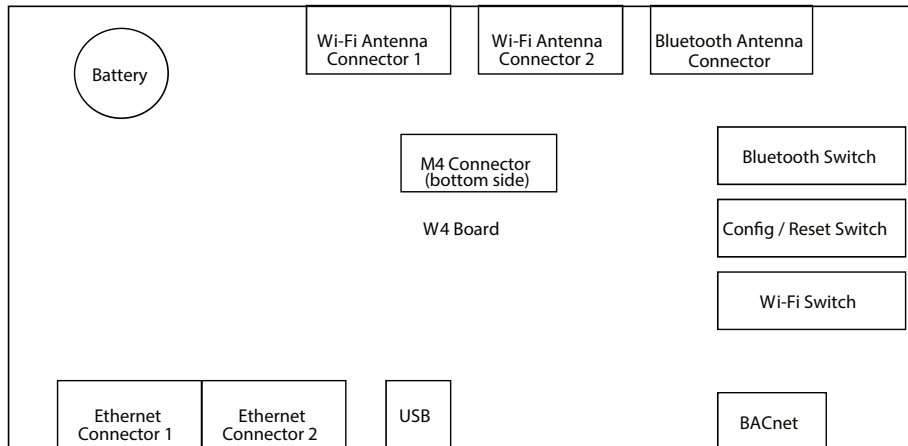 Wi-Fi Antenna
Connector 1
Wi-Fi Antenna
Connector 2
Bluetooth Antenna
Connector
Battery
M4 Connector
(bottom side)
Bluetooth Switch
W4 Board
Config / Reset Switch
Wi-Fi Switch
Ethernet
Connector 1
Ethernet
Connector 2
USB
BACnet